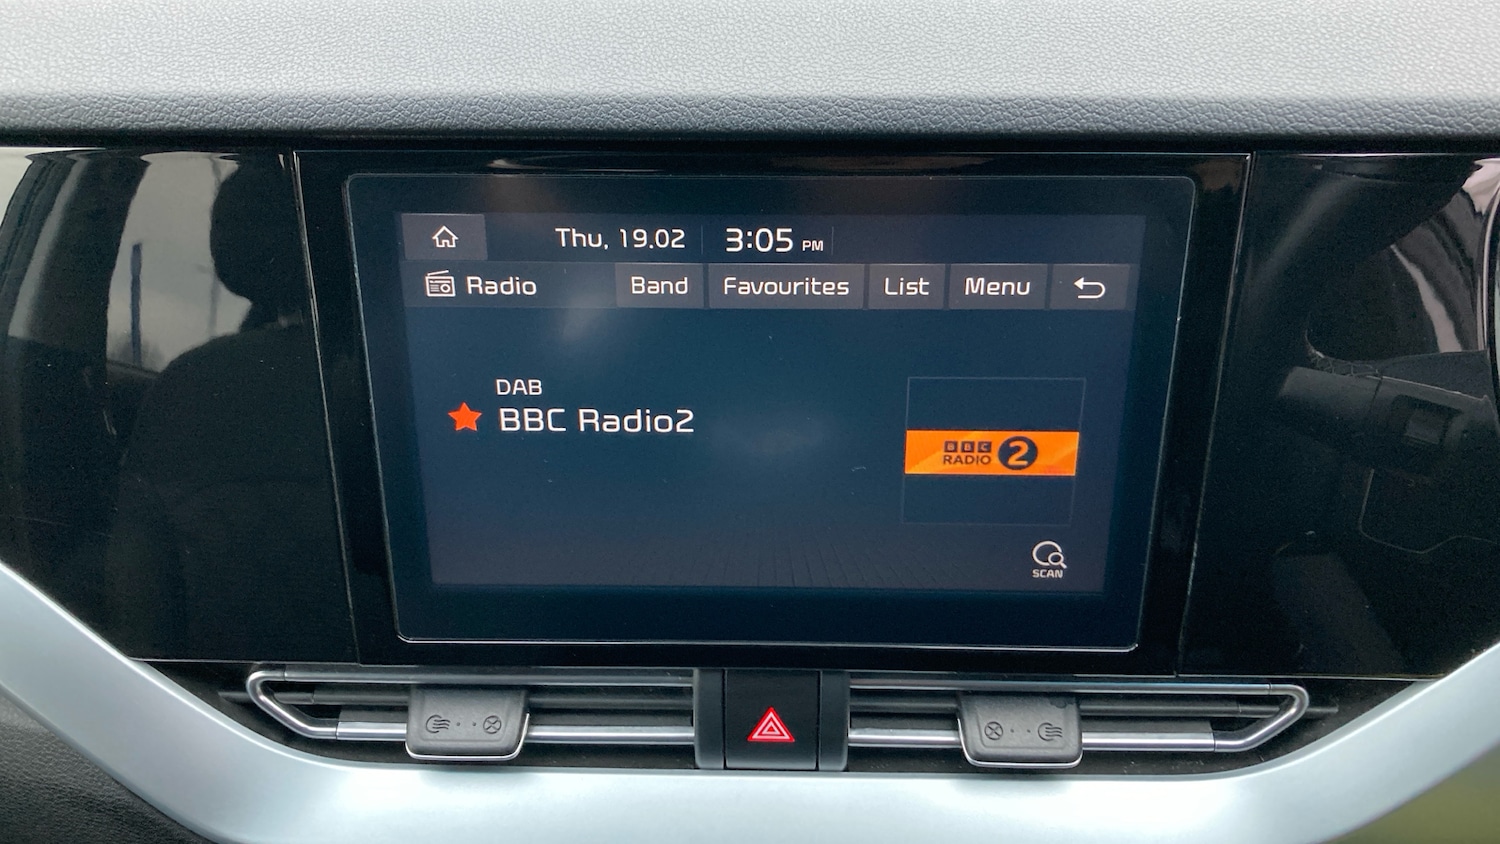 Thu, 19.02 3:05 PM
Radio Band Favourites List Menu
DAB
BBC Radio2
BBC
RADIO 2
SCAN